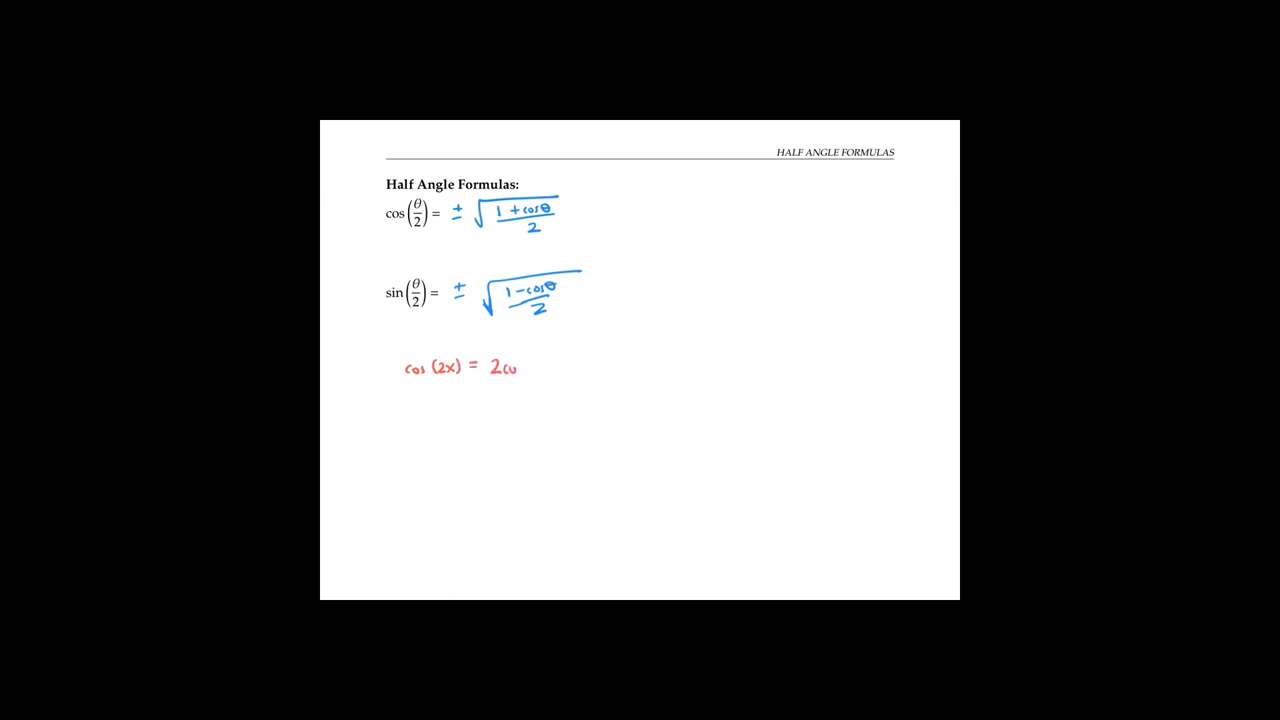 HALF ANGLE FORMULAS
Half Angle Formulas:
cos(θ/2) = ± √((1 + cosθ)/2)
sin(θ/2) = ± √((1 - cosθ)/2)
cos (2x) = 2co